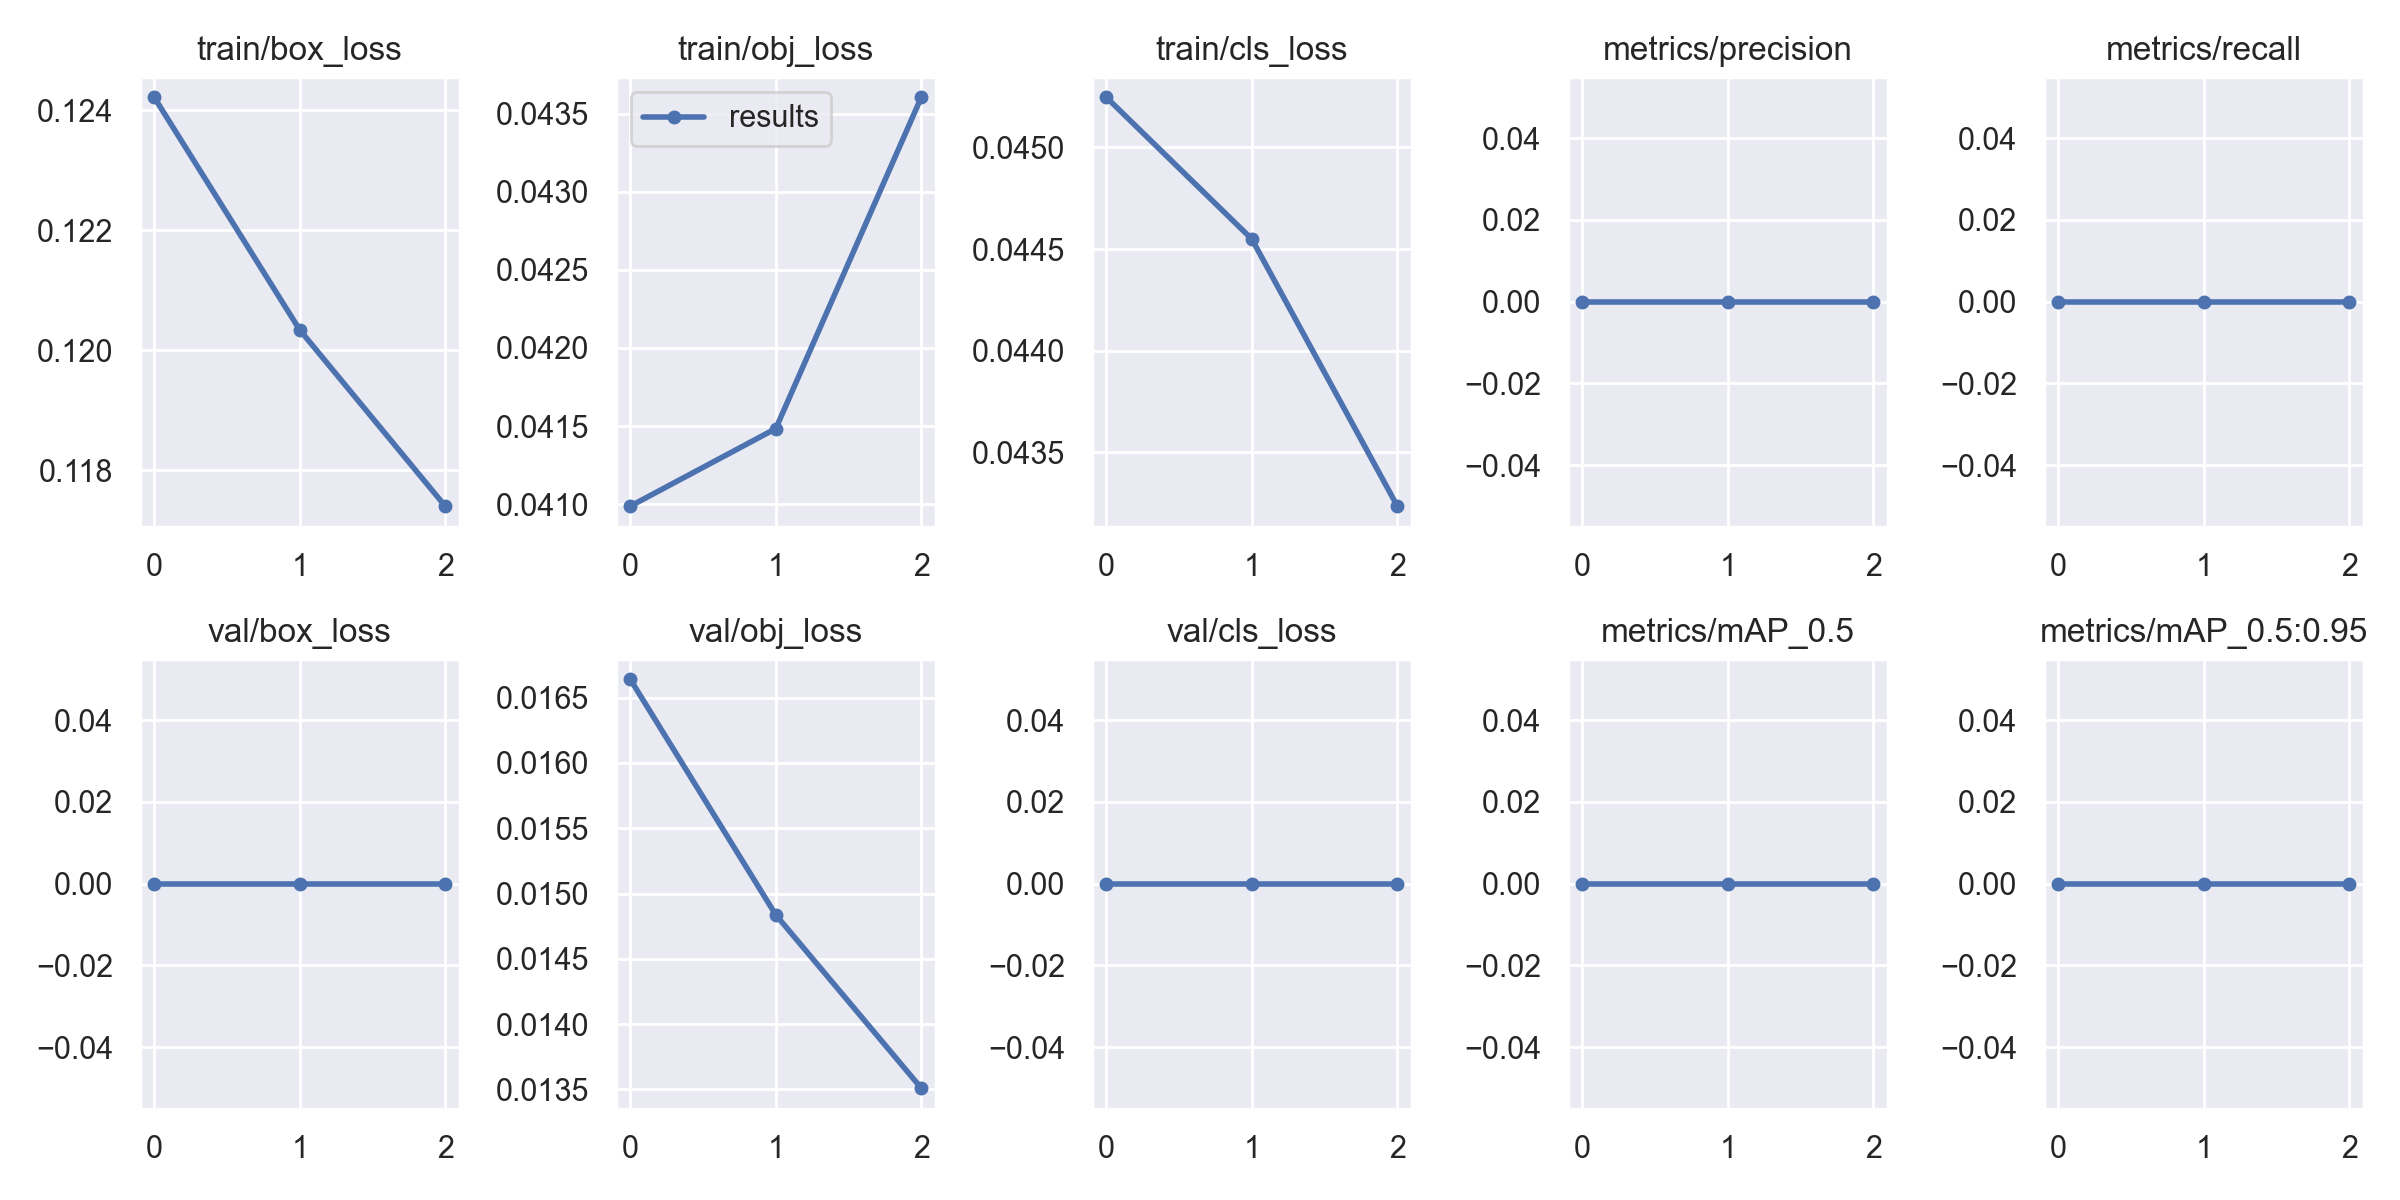 train/box_loss
0.124
0.122
0.120
0.118
0 1 2
train/obj_loss
results
0.0435
0.0430
0.0425
0.0420
0.0415
0.0410
0 1 2
train/cls_loss
0.0450
0.0445
0.0440
0.0435
0 1 2
metrics/precision
0.04
0.02
0.00
−0.02
−0.04
0 1 2
metrics/recall
0.04
0.02
0.00
−0.02
−0.04
0 1 2
val/box_loss
0.04
0.02
0.00
−0.02
−0.04
0 1 2
val/obj_loss
0.0165
0.0160
0.0155
0.0150
0.0145
0.0140
0.0135
0 1 2
val/cls_loss
0.04
0.02
0.00
−0.02
−0.04
0 1 2
metrics/mAP_0.5
0.04
0.02
0.00
−0.02
−0.04
0 1 2
metrics/mAP_0.5:0.95
0.04
0.02
0.00
−0.02
−0.04
0 1 2